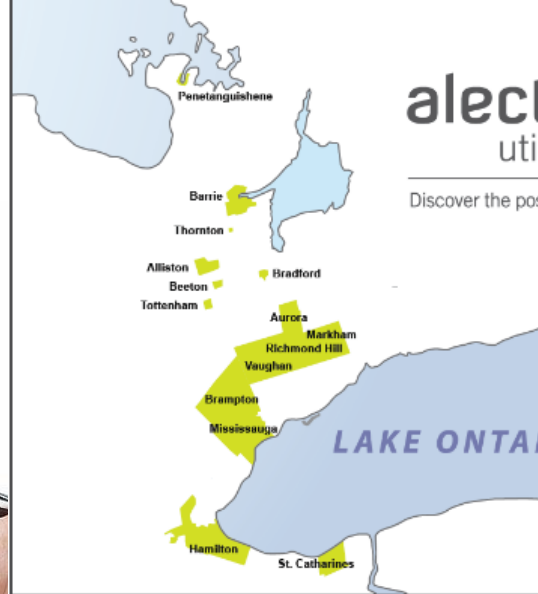 Penetanguishene
alect
uti
Discover the pos
Barrie
Thornton
Alliston
Bradford
Beeton
Tottenham
Aurora
Markham
Richmond Hill
Vaughan
Brampton
Mississauga
LAKE ONTA
Hamilton
St. Catharines